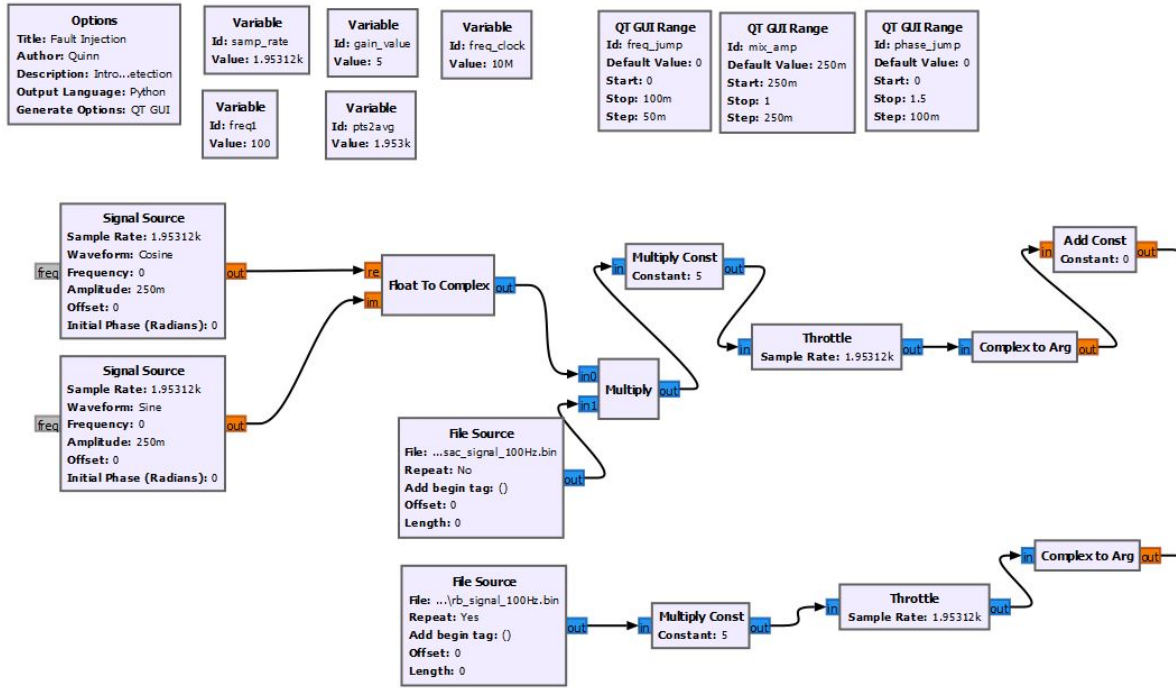 Options
Title: Fault Injection
Author: Quinn
Description: Intro...etection
Output Language: Python
Generate Options: QT GUI
Variable
Id: samp_rate
Value: 1.95312k
Variable
Id: gain_value
Value: 5
Variable
Id: freq_clock
Value: 10M
QT GUI Range
Id: freq_jump
Default Value: 0
Start: 0
Stop: 100m
Step: 50m
QT GUI Range
Id: mix_amp
Default Value: 250m
Start: 250m
Stop: 1
Step: 250m
QT GUI Range
Id: phase_jump
Default Value: 0
Start: 0
Stop: 1.5
Step: 100m
Variable
Id: freq1
Value: 100
Variable
Id: pts2avg
Value: 1.953k
Signal Source
Sample Rate: 1.95312k
Waveform: Cosine
Frequency: 0
Amplitude: 250m
Offset: 0
Initial Phase (Radians): 0
freq
out
re
im
Float To Complex
out
in
Multiply Const
Constant: 5
out
in
Add Const
Constant: 0
out
in
Throttle
Sample Rate: 1.95312k
out
in
Complex to Arg
out
Signal Source
Sample Rate: 1.95312k
Waveform: Sine
Frequency: 0
Amplitude: 250m
Offset: 0
Initial Phase (Radians): 0
freq
out
in0
in1
Multiply
out
File Source
File: ...sac_signal_100Hz.bin
Repeat: No
Add begin tag: ()
Offset: 0
Length: 0
out
File Source
File: ...\rb_signal_100Hz.bin
Repeat: Yes
Add begin tag: ()
Offset: 0
Length: 0
out
in
Multiply Const
Constant: 5
out
in
Throttle
Sample Rate: 1.95312k
out
in
Complex to Arg
out